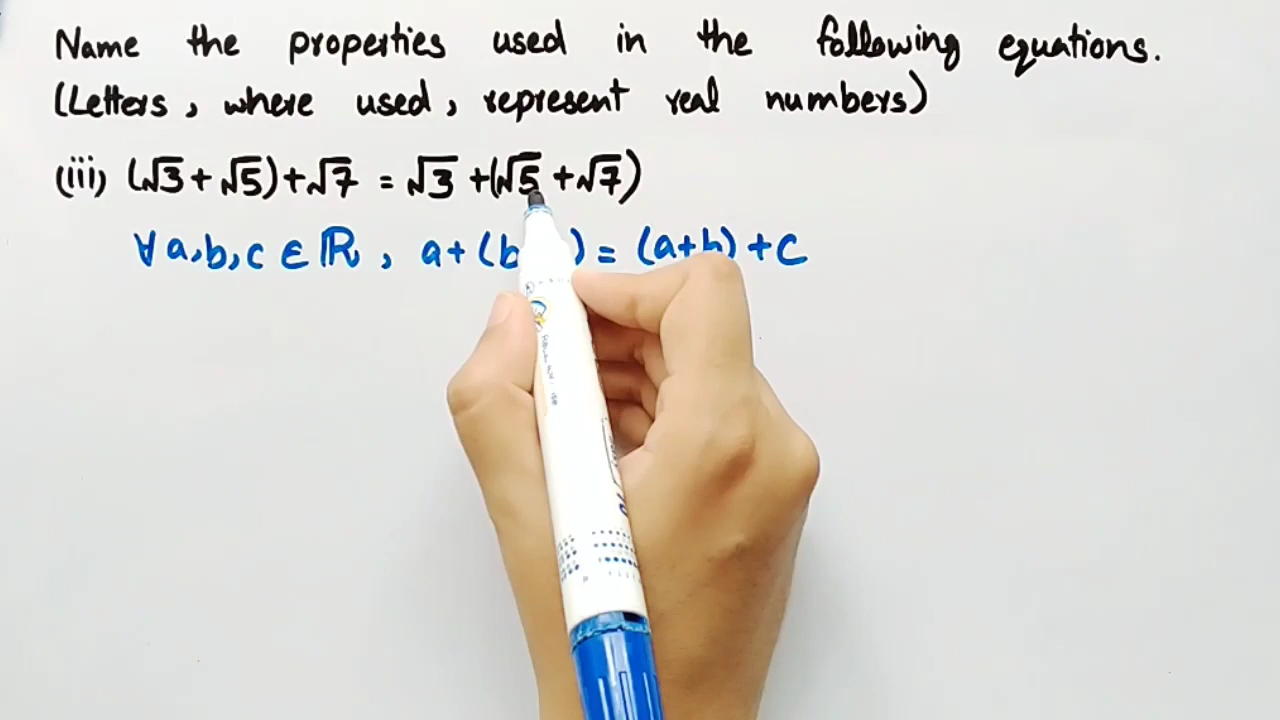 Name the properties used in the following equations.
(Letters, where used, represent real numbers)
(iii) (√3 + √5) + √7 = √3 + (√5 + √7)
∀ a, b, c ∈ ℝ, a + (b ) = (a + b) + c